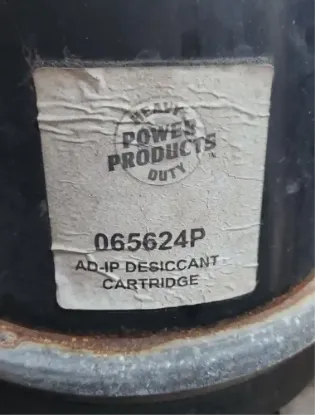 HEAVY
POWER
PRODUCTS
DUTY
065624P
AD-IP DESICCANT
CARTRIDGE